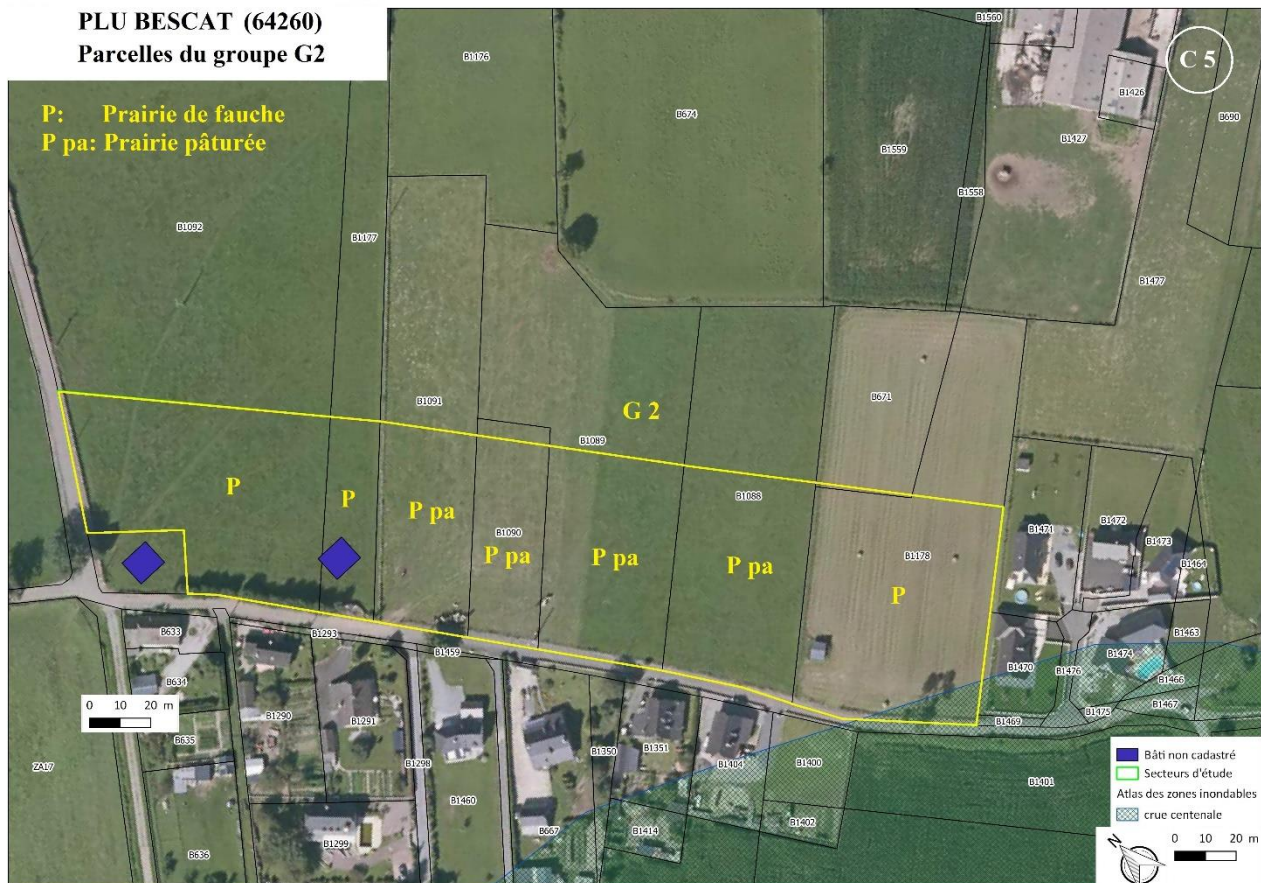 PLU BESCAT (64260)
Parcelles du groupe G2
P: Prairie de fauche
P pa: Prairie pâturée
C 5
B1560
B1176
B1426
B674
B690
B1427
B1559
B1558
B1092
B1177
B1477
B1091
B671
G 2
B1089
P
P
P pa
B1088
B1090
P pa
P pa
P pa
B1178
P
B1471
B1472
B1473
B1464
B633
B1293
B1459
B1463
B634
B1470
B1476
B1474
B1466
B1467
0 10 20 m
B1290
B1291
B1469
B1475
B635
B1350
B1351
B1404
B1400
ZA17
B1298
B1460
B1401
B667
B1414
B1402
B636
B1299
Bâti non cadastré
Secteurs d'étude
Atlas des zones inondables
crue centenale
N
0 10 20 m